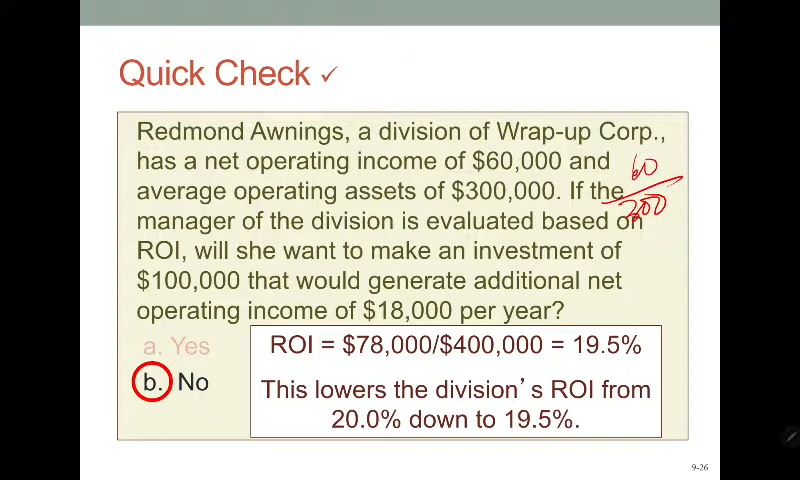 Quick Check ✓
Redmond Awnings, a division of Wrap-up Corp.,
has a net operating income of $60,000 and
average operating assets of $300,000. If the
manager of the division is evaluated based on
ROI, will she want to make an investment of
$100,000 that would generate additional net
operating income of $18,000 per year?
60
300
a. Yes
b. No
ROI = $78,000/$400,000 = 19.5%
This lowers the division's ROI from
20.0% down to 19.5%.
9-26